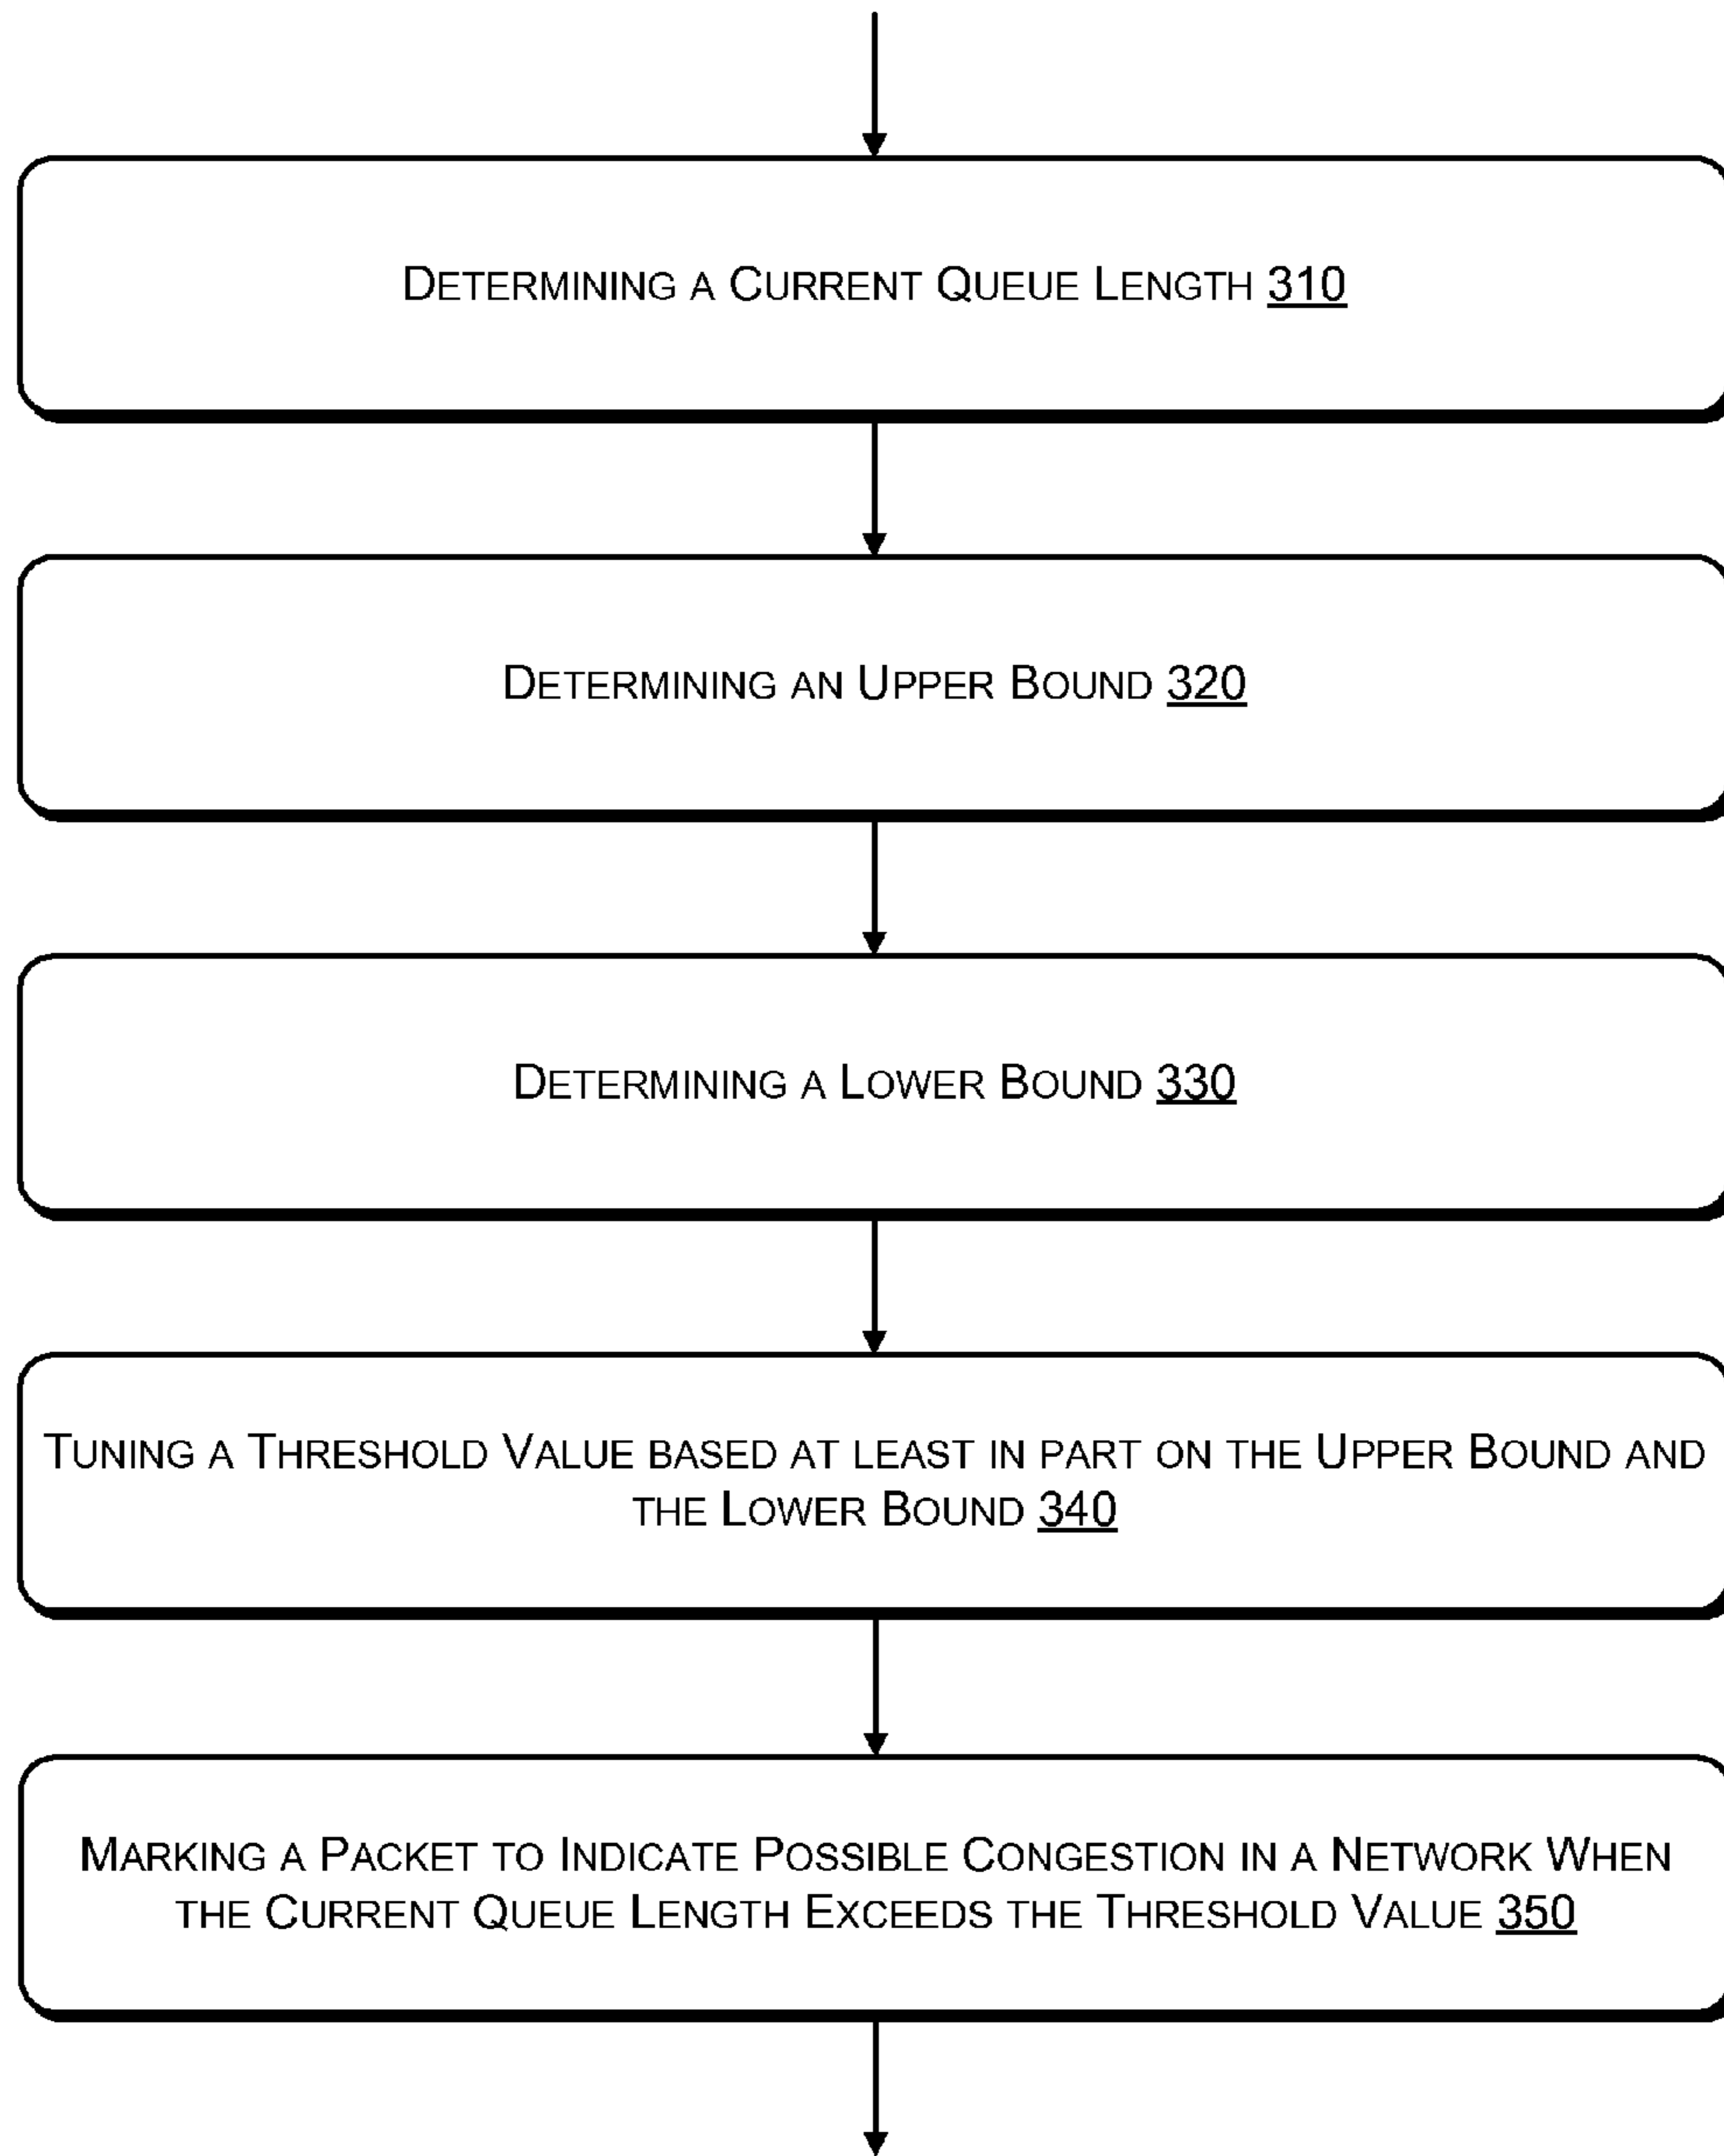 Determining a Current Queue Length 310
Determining an Upper Bound 320
Determining a Lower Bound 330
Tuning a Threshold Value based at least in part on the Upper Bound and
the Lower Bound 340
Marking a Packet to Indicate Possible Congestion in a Network When
the Current Queue Length Exceeds the Threshold Value 350